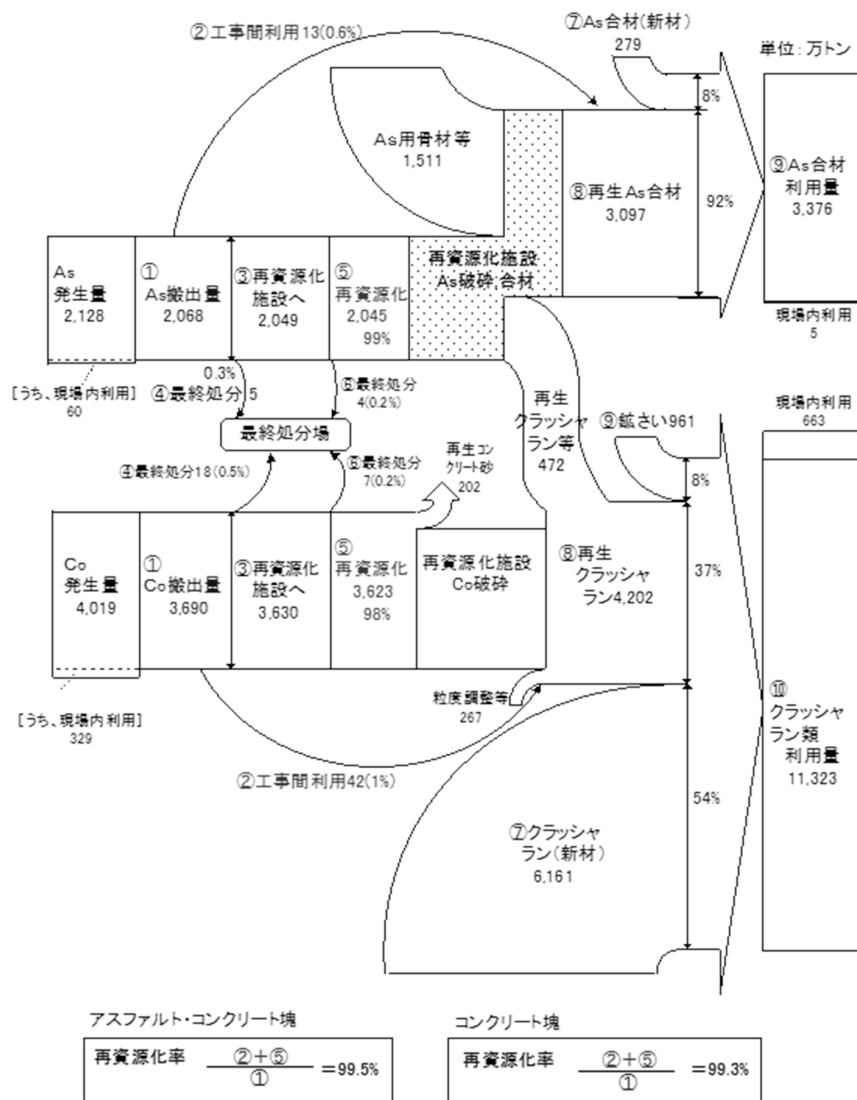 ②工事間利用13(0.6%)
⑦As合材(新材)
279
単位：万トン
8%
As用骨材等
1,511
⑧再生As合材
3,097
92%
⑨As合材
利用量
3,376
As
発生量
2,128
①
As搬出量
2,068
③再資源化
施設へ
2,049
⑤
再資源化
2,045
99%
再資源化施設
As破砕 合材
現場内利用
5
[うち、現場内利用]
60
0.3%
④最終処分 5
⑥最終処分
4(0.2%)
最終処分場
④最終処分18(0.5%)
⑥最終処分
7(0.2%)
再生コン
クリート砂
202
再生
クラッシャ
ラン等
472
⑨鉱さい961
8%
現場内利用
663
Co
発生量
4,019
①
Co搬出量
3,690
③再資源化
施設へ
3,630
⑤
再資源化
3,623
98%
再資源化施設
Co破砕
⑧再生
クラッシャ
ラン4,202
37%
[うち、現場内利用]
329
粒度調整等
267
②工事間利用42(1%)
⑦クラッシャ
ラン(新材)
6,161
54%
⑩
クラッシャ
ラン類
利用量
11,323
アスファルト・コンクリート塊
再資源化率 ②+⑤
① =99.5%
コンクリート塊
再資源化率 ②+⑤
① =99.3%